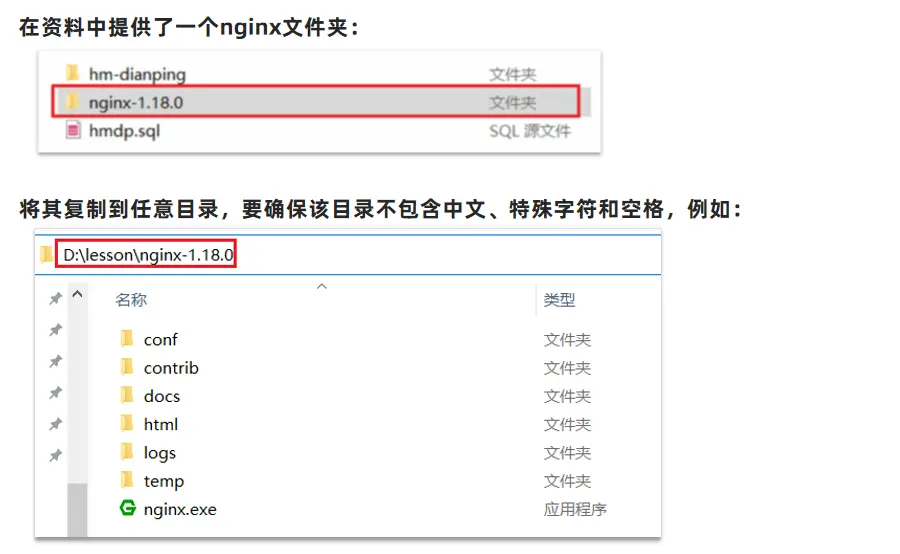 在资料中提供了一个nginx文件夹：
hm-dianping 文件夹
nginx-1.18.0 文件夹
hmdp.sql SQL 源文件
将其复制到任意目录，要确保该目录不包含中文、特殊字符和空格，例如：
D:\lesson\nginx-1.18.0
名称 类型
conf 文件夹
contrib 文件夹
docs 文件夹
html 文件夹
logs 文件夹
temp 文件夹
nginx.exe 应用程序